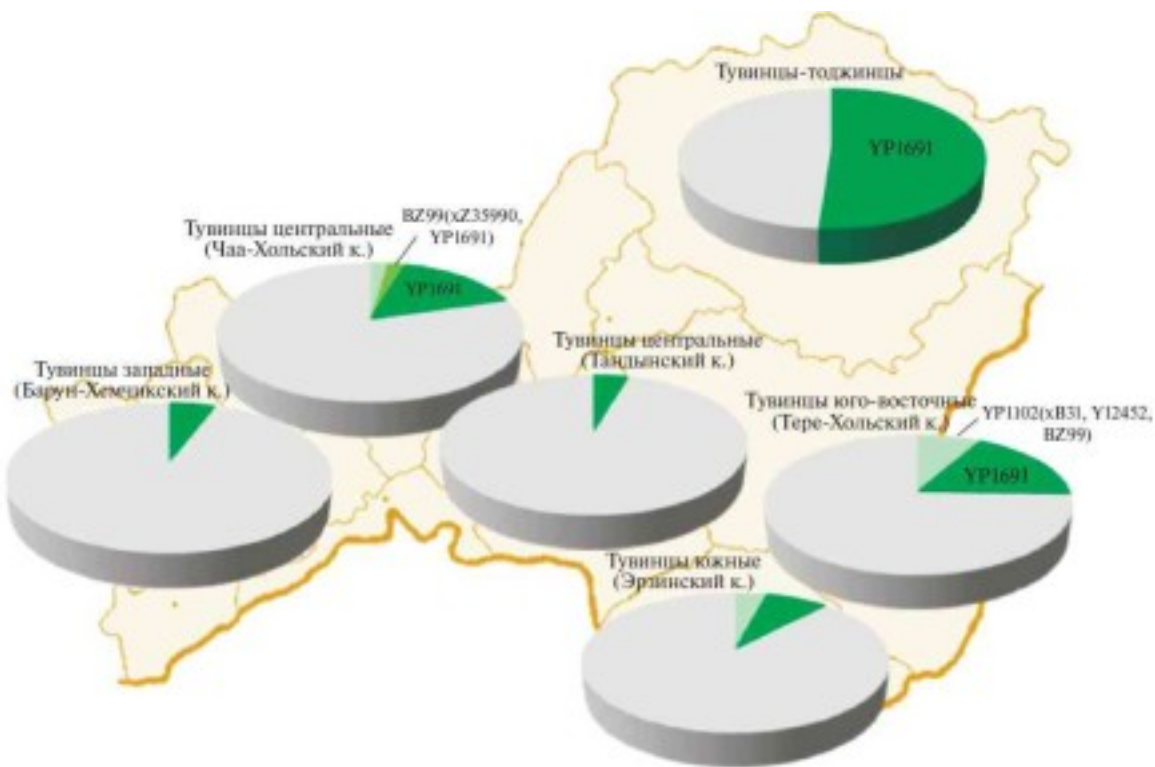 Тувинцы-тоджинцы
YP1691
Тувинцы центральные
(Чаа-Хольский к.)
BZ99(xZ35990,
YP1691)
YP1691
Тувинцы западные
(Барун-Хемчикский к.)
Тувинцы центральные
(Тандынский к.)
Тувинцы юго-восточные
(Тере-Хольский к.)
YP1102(xB31, Y12452,
BZ99)
YP1691
Тувинцы южные
(Эрзинский к.)